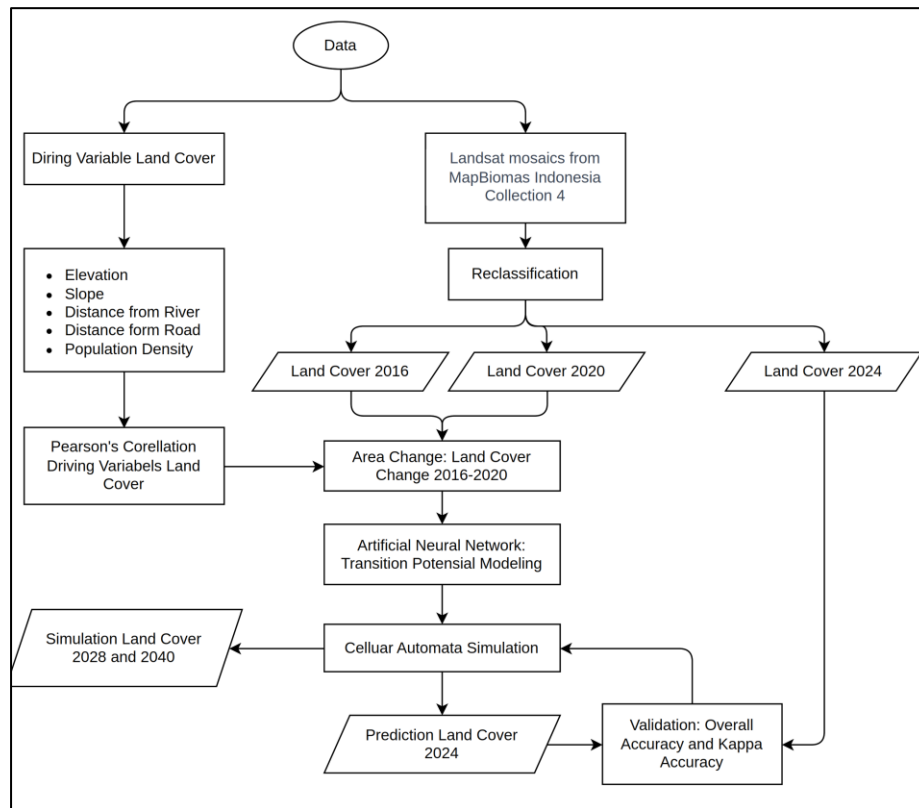 Data
Diring Variable Land Cover
Landsat mosaics from
MapBiomas Indonesia
Collection 4
• Elevation
• Slope
• Distance from River
• Distance form Road
• Population Density
Reclassification
Land Cover 2016
Land Cover 2020
Land Cover 2024
Pearson's Corellation
Driving Variabels Land
Cover
Area Change: Land Cover
Change 2016-2020
Artificial Neural Network:
Transition Potensial Modeling
Simulation Land Cover
2028 and 2040
Celluar Automata Simulation
Prediction Land Cover
2024
Validation: Overall
Accuracy and Kappa
Accuracy